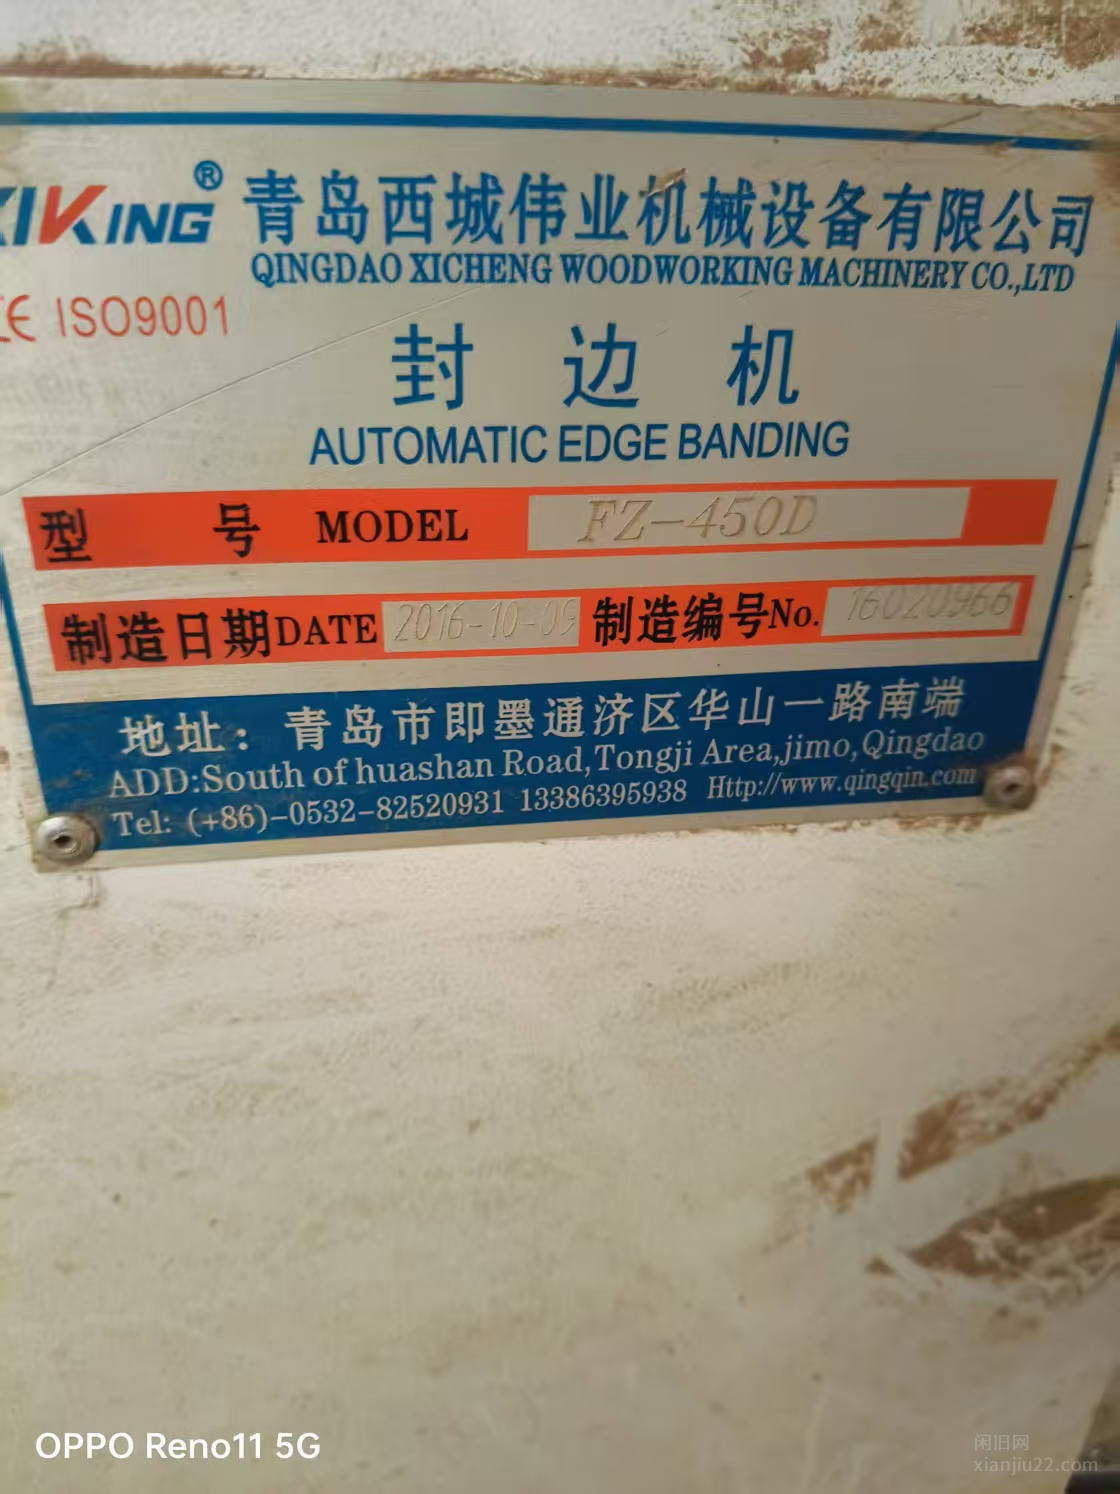 XIKING® 青岛西城伟业机械设备有限公司
QINGDAO XICHENG WOODWORKING MACHINERY CO.,LTD
CE ISO9001
封边机
AUTOMATIC EDGE BANDING
型号 MODEL FZ-450D
制造日期DATE 2016-10-09 制造编号No. 16020966
地址：青岛市即墨通济区华山一路南端
ADD:South of huashan Road,Tongji Area,jimo,Qingdao
Tel: (+86)-0532-82520931 13386395938 Http://www.qingqin.com
OPPO Reno11 5G
闲旧网
xianjiu22.com